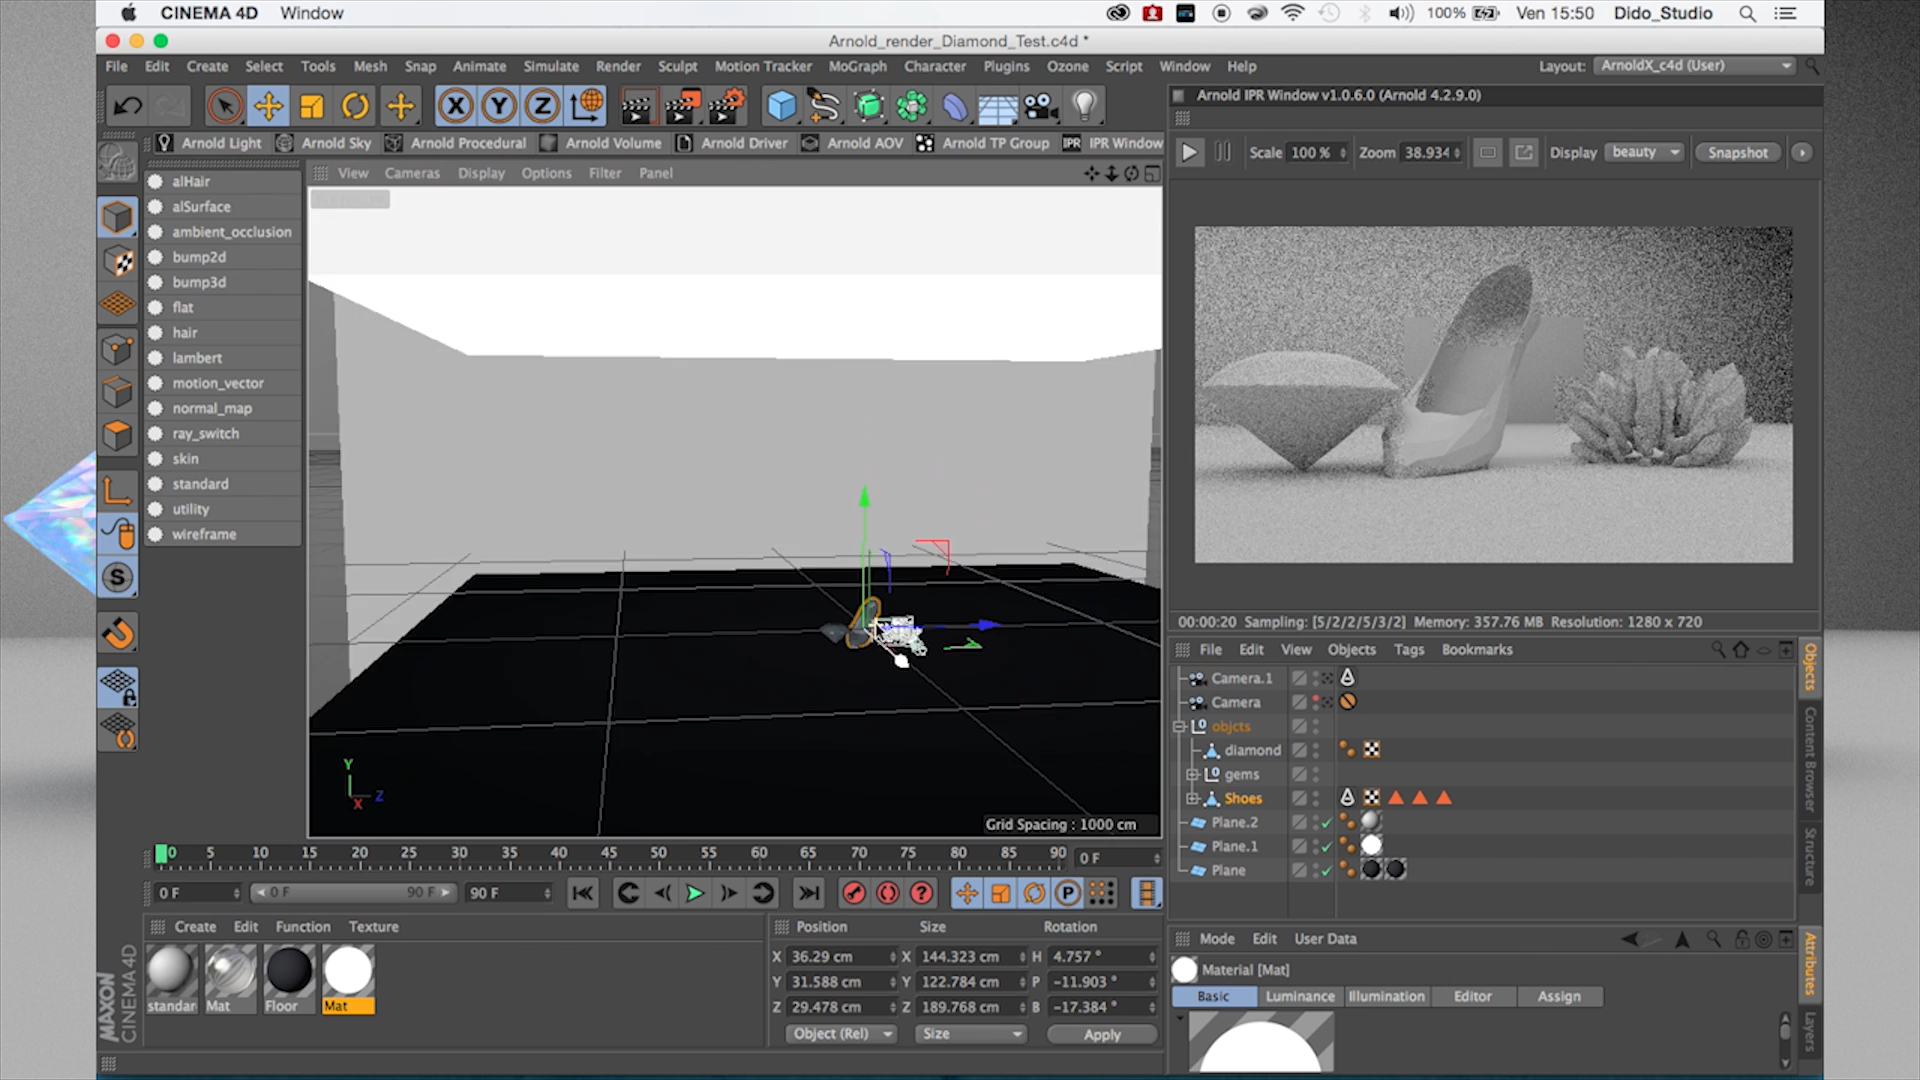 CINEMA 4D Window 100% Ven 15:50 Dido_Studio
Arnold_render_Diamond_Test.c4d *
File Edit Create Select Tools Mesh Snap Animate Simulate Render Sculpt Motion Tracker MoGraph Character Plugins Ozone Script Window Help Layout: ArnoldX_c4d (User)
Arnold IPR Window v1.0.6.0 (Arnold 4.2.9.0)
X Y Z
Arnold Light Arnold Sky Arnold Procedural Arnold Volume Arnold Driver Arnold AOV Arnold TP Group IPR IPR Window
Scale 100 % Zoom 38.934 Display beauty Snapshot
View Cameras Display Options Filter Panel
alHair
alSurface
ambient_occlusion
bump2d
bump3d
flat
hair
lambert
motion_vector
normal_map
ray_switch
skin
standard
utility
wireframe
S
Y
X Z
Grid Spacing : 1000 cm
00:00:20 Sampling: [5/2/2/5/3/2] Memory: 357.76 MB Resolution: 1280 x 720
File Edit View Objects Tags Bookmarks
Camera.1
Camera
objcts
diamond
gems
Shoes
Plane.2
Plane.1
Plane
Objects
Content Browser
Structure
0 5 10 15 20 25 30 35 40 45 50 55 60 65 70 75 80 85 90 0 F
0 F 0 F 90 F 90 F P
Create Edit Function Texture
standar Mat Floor Mat
MAXON
CINEMA 4D
Position Size Rotation
X 36.29 cm X 144.323 cm H 4.757 °
Y 31.588 cm Y 122.784 cm P -11.903 °
Z 29.478 cm Z 189.768 cm B -17.384 °
Object (Rel) Size Apply
Mode Edit User Data
Material [Mat]
Basic Luminance Illumination Editor Assign
Attributes
Layers